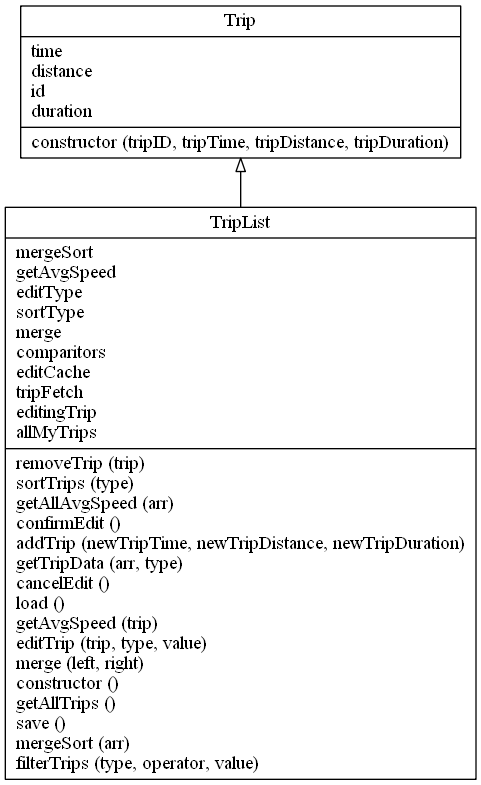 Trip
time
distance
id
duration
constructor (tripID, tripTime, tripDistance, tripDuration)
TripList
mergeSort
getAvgSpeed
editType
sortType
merge
comparitors
editCache
tripFetch
editingTrip
allMyTrips
removeTrip (trip)
sortTrips (type)
getAllAvgSpeed (arr)
confirmEdit ()
addTrip (newTripTime, newTripDistance, newTripDuration)
getTripData (arr, type)
cancelEdit ()
load ()
getAvgSpeed (trip)
editTrip (trip, type, value)
merge (left, right)
constructor ()
getAllTrips ()
save ()
mergeSort (arr)
filterTrips (type, operator, value)